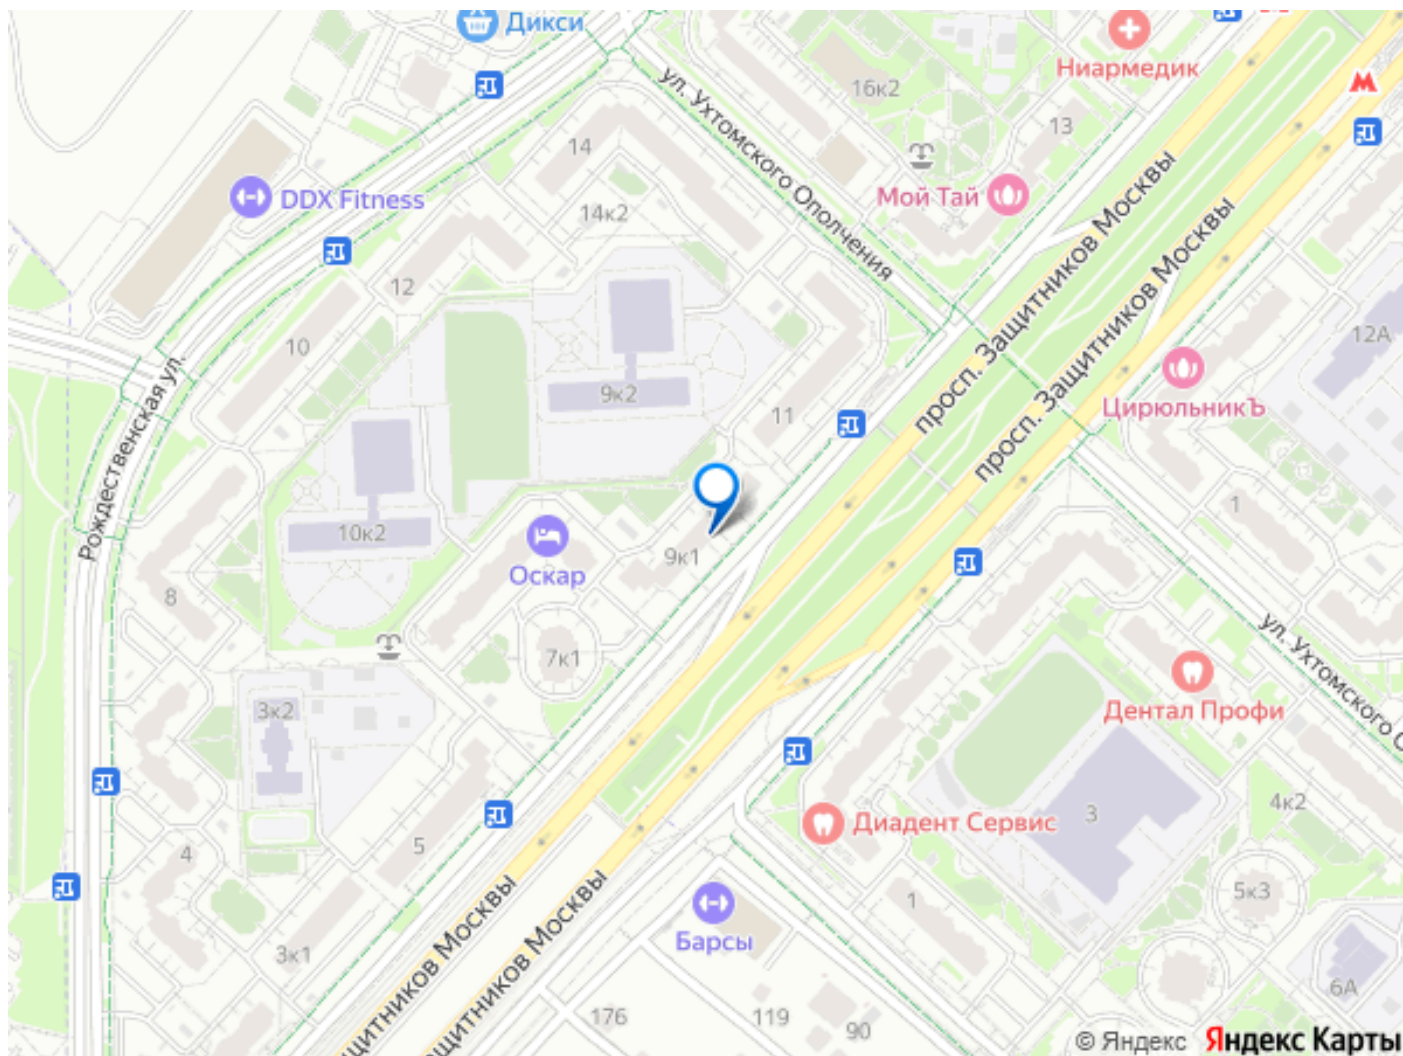 Дикси
Ниармедик
16к2
ул. Ухтомского Ополчения
13
14
DDX Fitness
Мой Тай
14к2
просп. Защитников Москвы
просп. Защитников Москвы
12
10
12А
9к2
ЦирюльникЪ
11
Рождественская ул.
1
10к2
9к1
Оскар
8
7к1
ул. Ухтомского О
3к2
Дентал Профи
4к2
3
Диадент Сервис
5
4
1
5к3
Барсы
3к1
щитников Москвы
щитников Москвы
6А
176
119
90
© Яндекс Яндекс Карты